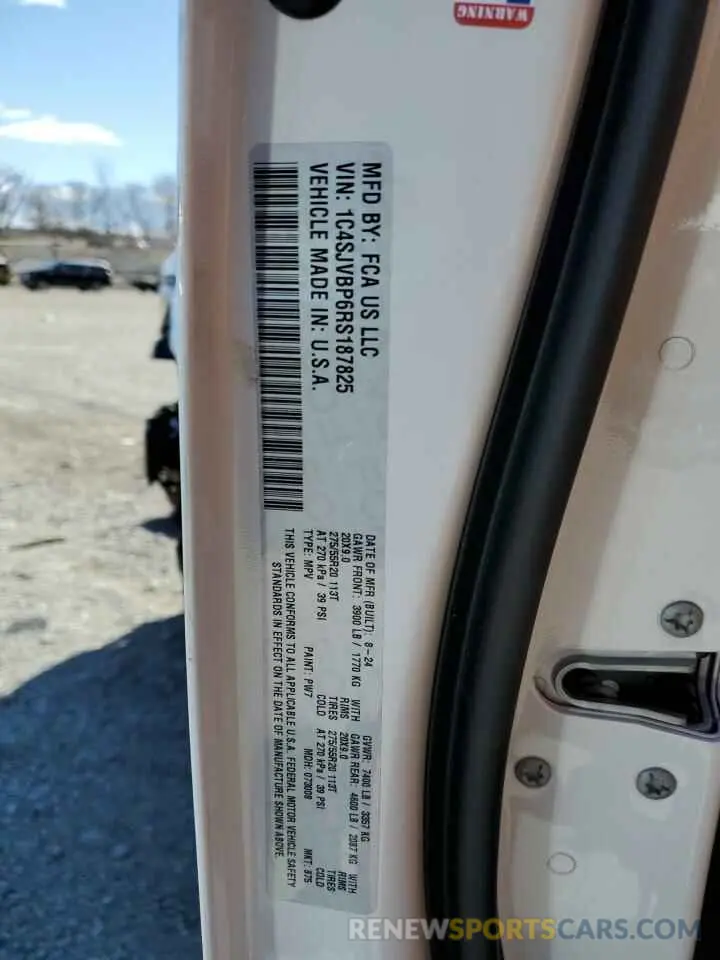 WARNING
MFD BY: FCA US LLC
VIN: 1C4SJVBP6RS187825
VEHICLE MADE IN: U.S.A.
DATE OF MFR (BUILT): 8-24 GVWR: 7400 LB / 3357 KG
GAWR FRONT: 3900 LB / 1770 KG WITH GAWR REAR: 4600 LB / 2087 KG WITH
20X9.0 RIMS 20X9.0 RIMS
275/55R20 113T TIRES 275/55R20 113T TIRES
AT 270 kPa / 39 PSI COLD AT 270 kPa / 39 PSI COLD
TYPE: MPV PAINT: PW7 MDH: 073008 MKT: 975
THIS VEHICLE CONFORMS TO ALL APPLICABLE U.S.A. FEDERAL MOTOR VEHICLE SAFETY
STANDARDS IN EFFECT ON THE DATE OF MANUFACTURE SHOWN ABOVE.
RENEWSPORTSCARS.COM